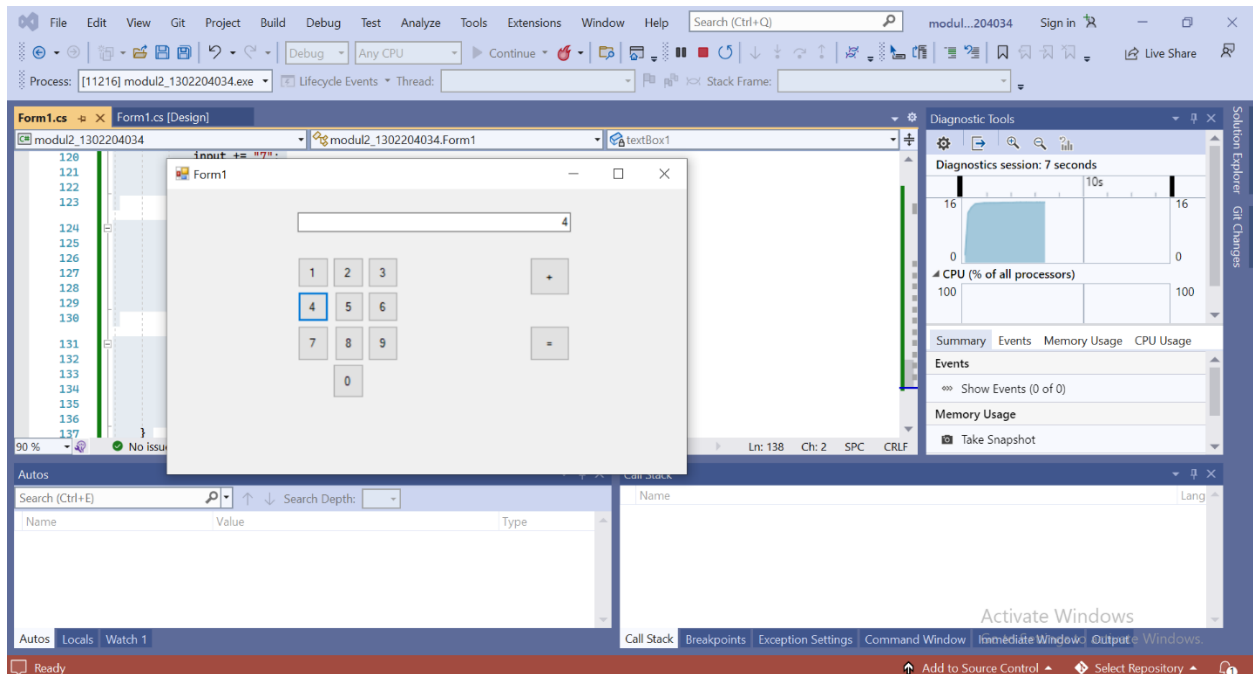 File Edit View Git Project Build Debug Test Analyze Tools Extensions Window Help Search (Ctrl+Q) modul...204034 Sign in
Debug Any CPU Continue Live Share
Process: [11216] modul2_1302204034.exe Lifecycle Events Thread: Stack Frame:
Form1.cs Form1.cs [Design]
modul2_1302204034 modul2_1302204034.Form1 textBox1
120 input += "7";
121
122
123
124
125
126
127
128
129
130
131
132
133
134
135
136
137 }
90 % No issu Ln: 138 Ch: 2 SPC CRLF
Form1
4
1 2 3 +
4 5 6
7 8 9 =
0
Diagnostic Tools
Diagnostics session: 7 seconds
10s
16 16
0 0
CPU (% of all processors)
100 100
Summary Events Memory Usage CPU Usage
Events
Show Events (0 of 0)
Memory Usage
Take Snapshot
Solution Explorer
Git Changes
Autos
Search (Ctrl+E) Search Depth:
Name Value Type
Autos Locals Watch 1
Call Stack
Name Lang
Call Stack Breakpoints Exception Settings Command Window Immediate Window Output
Activate Windows
Ready Add to Source Control Select Repository 1